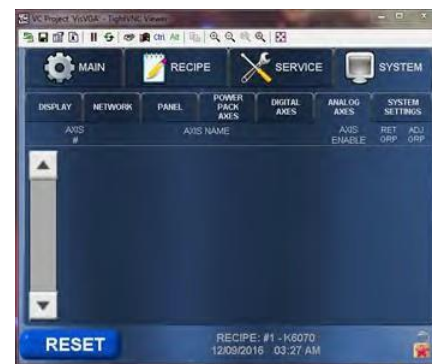 VC Project 'VisVGA' - TightVNC Viewer
Ctrl Alt
MAIN RECIPE SERVICE SYSTEM
DISPLAY NETWORK PANEL POWER PACK AXES DIGITAL AXES ANALOG AXES SYSTEM SETTINGS
AXIS # AXIS NAME AXIS ENABLE RET GRP ADJ GRP
RESET
RECIPE: #1 - K6070
12/09/2016 03:27 AM